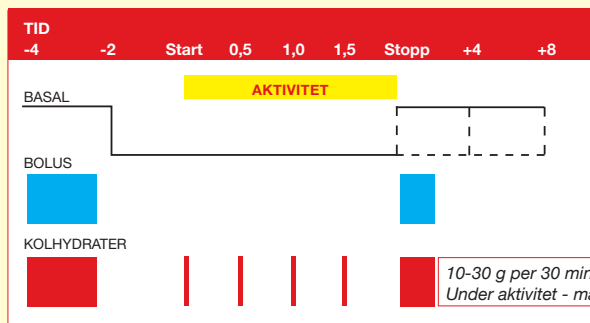 TID
-4 -2 Start 0,5 1,0 1,5 Stopp +4 +8
AKTIVITET
BASAL
BOLUS
KOLHYDRATER
10-30 g per 30 min
Under aktivitet -